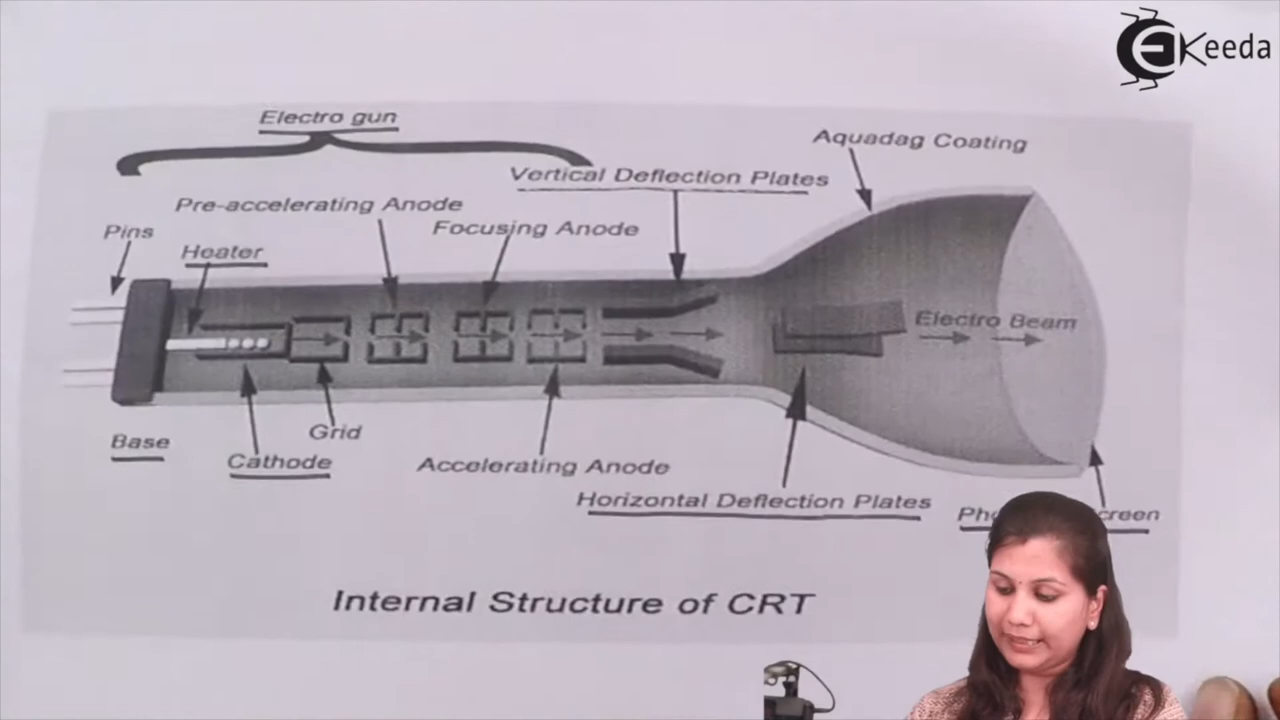 Keeda
Electro gun
Aquadag Coating
Vertical Deflection Plates
Pre-accelerating Anode
Focusing Anode
Pins
Heater
Electro Beam
Grid
Base
Cathode
Accelerating Anode
Horizontal Deflection Plates
Internal Structure of CRT